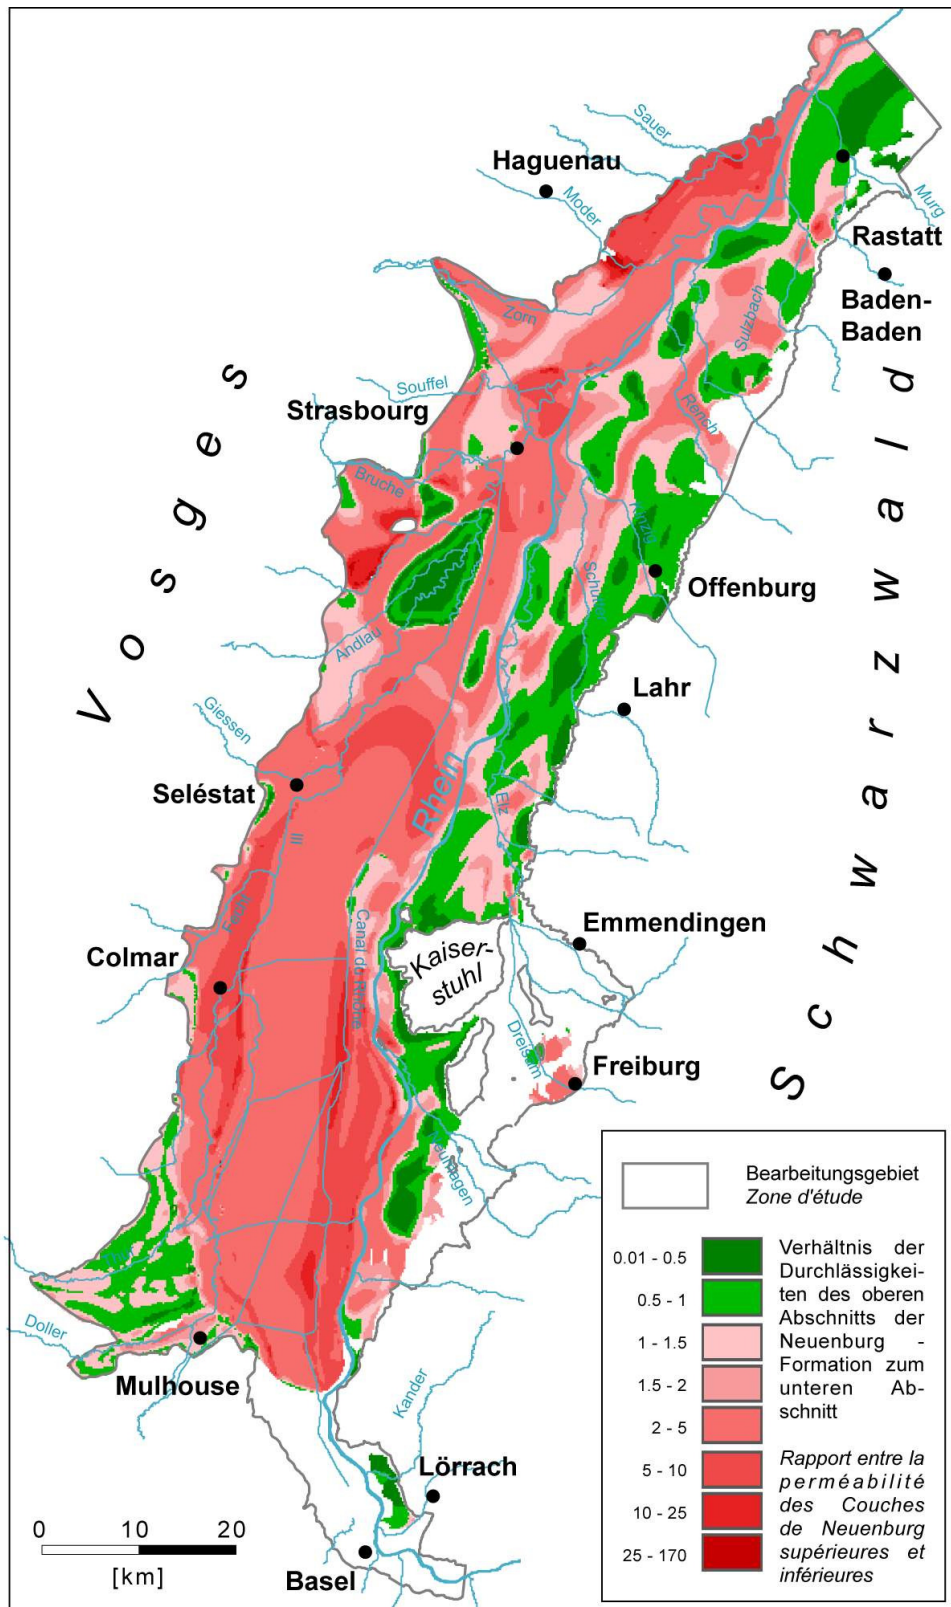 Sauer
Haguenau
Moder
Murg
Rastatt
Baden-
Baden
Zorn
Sulzbach
Souffel
Strasbourg
Rench
Bruche
Kinzig
Schutter
Offenburg
Andlau
Lahr
Giessen
Seléstat
Rhein
Elz
Ill
Fecht
Emmendingen
Colmar
Canal du Rhône
Kaiser-
stuhl
Dreisam
Freiburg
Neumagen
Thur
Doller
Mulhouse
Kander
Lörrach
Basel
Vosges
Schwarzwald
0 10 20
[km]
Bearbeitungsgebiet
Zone d'étude
0.01 - 0.5
0.5 - 1
1 - 1.5
1.5 - 2
2 - 5
5 - 10
10 - 25
25 - 170
Verhältnis der
Durchlässigkei-
ten des oberen
Abschnitts der
Neuenburg -
Formation zum
unteren Ab-
schnitt
Rapport entre la
perméabilité
des Couches
de Neuenburg
supérieures et
inférieures